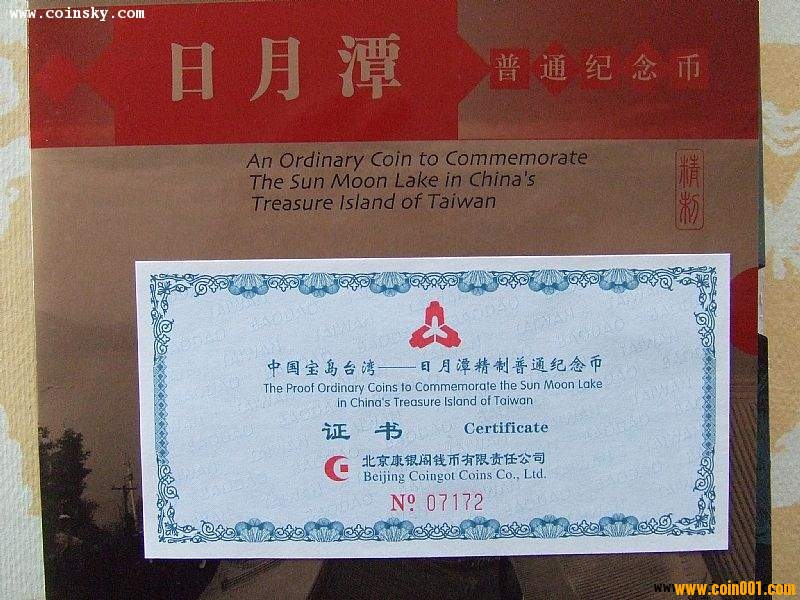 www.coinsky.com
日月潭
普通纪念币
An Ordinary Coin to Commemorate
The Sun Moon Lake in China's
Treasure Island of Taiwan
精制
中国宝岛台湾——日月潭精制普通纪念币
The Proof Ordinary Coins to Commemorate the Sun Moon Lake
in China's Treasure Island of Taiwan
证书 Certificate
北京康银阁钱币有限责任公司
Beijing Coingot Coins Co., Ltd.
Nº 07172
www.coin001.com